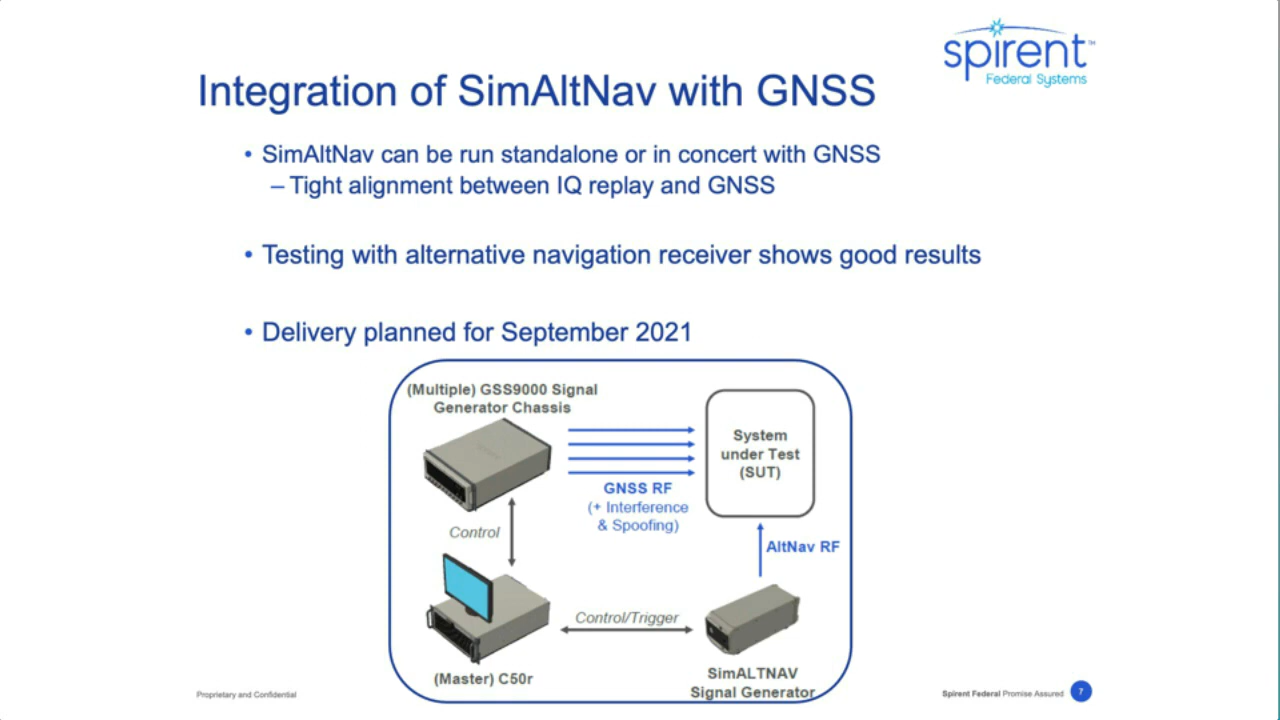 spirent™
Federal Systems
Integration of SimAltNav with GNSS
• SimAltNav can be run standalone or in concert with GNSS
– Tight alignment between IQ replay and GNSS
• Testing with alternative navigation receiver shows good results
• Delivery planned for September 2021
(Multiple) GSS9000 Signal
Generator Chassis
System
under Test
(SUT)
GNSS RF
(+ Interference
& Spoofing)
Control
AltNav RF
Control/Trigger
(Master) C50r
SimALTNAV
Signal Generator
Proprietary and Confidential
Spirent Federal Promise Assured
7